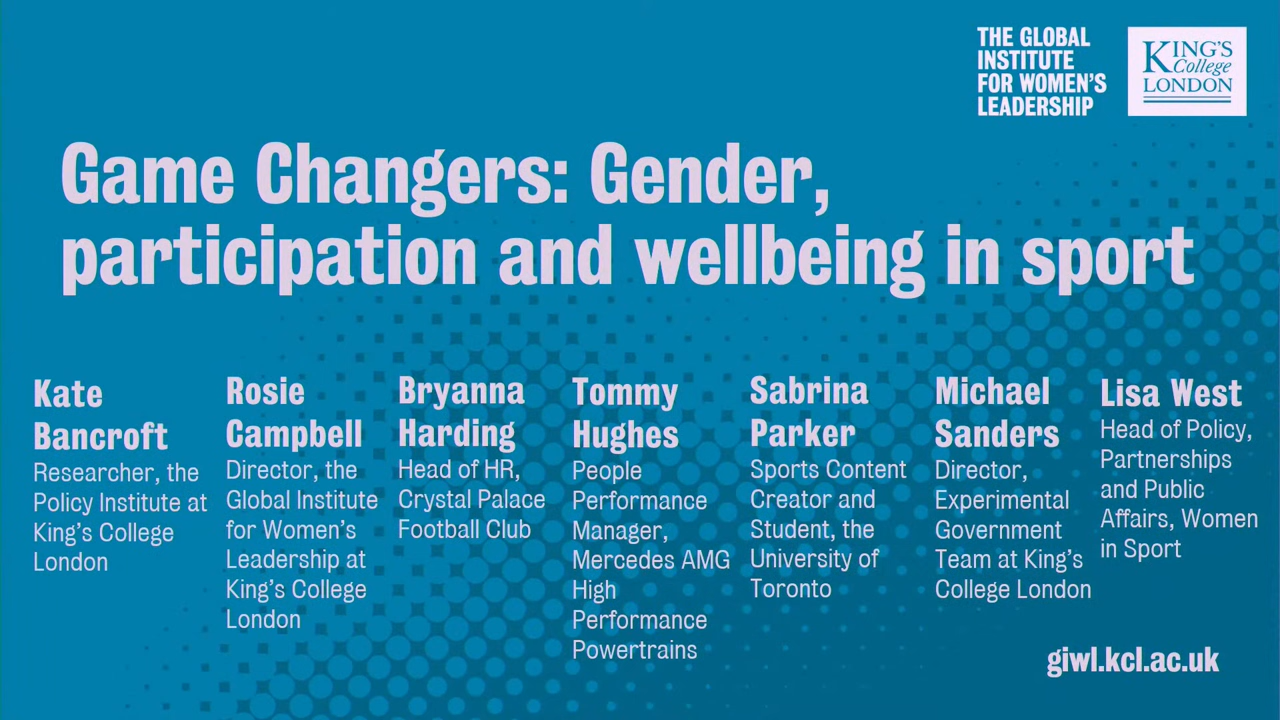 THE GLOBAL
INSTITUTE
FOR WOMEN'S
LEADERSHIP
KING'S
College
LONDON
Game Changers: Gender,
participation and wellbeing in sport
Kate
Bancroft
Researcher, the
Policy Institute at
King's College
London
Rosie
Campbell
Director, the
Global Institute
for Women's
Leadership at
King's College
London
Bryanna
Harding
Head of HR,
Crystal Palace
Football Club
Tommy
Hughes
People
Performance
Manager,
Mercedes AMG
High
Performance
Powertrains
Sabrina
Parker
Sports Content
Creator and
Student, the
University of
Toronto
Michael
Sanders
Director,
Experimental
Government
Team at King's
College London
Lisa West
Head of Policy,
Partnerships
and Public
Affairs, Women
in Sport
giwl.kcl.ac.uk